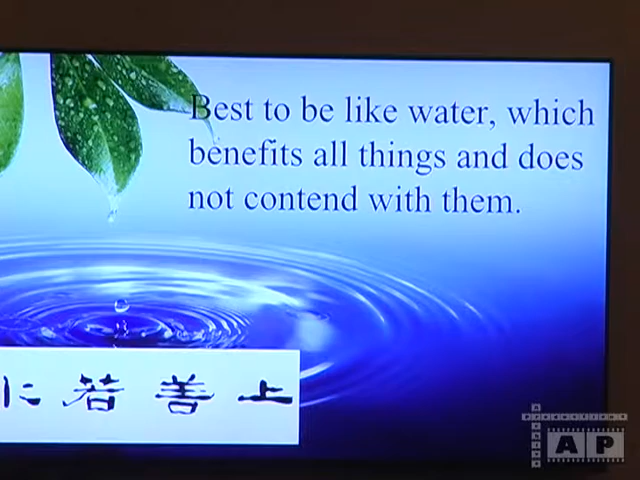 Best to be like water, which
benefits all things and does
not contend with them.
上善若
AP